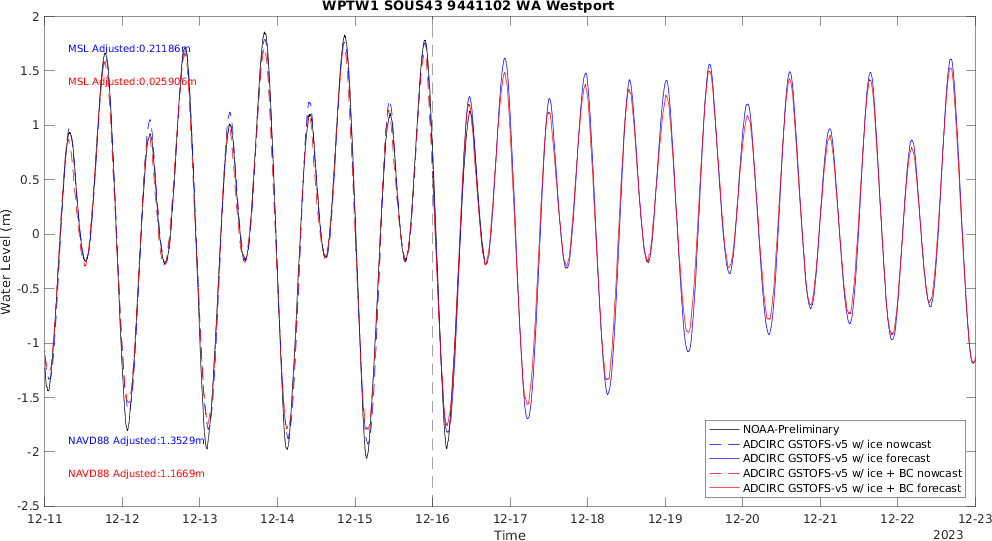 WPTW1 SOUS43 9441102 WA Westport
2
1.5
1
0.5
0
-0.5
-1
-1.5
-2
-2.5
Water Level (m)
MSL Adjusted:0.21186m
MSL Adjusted:0.025906m
NAVD88 Adjusted:1.3529m
NAVD88 Adjusted:1.1669m
NOAA-Preliminary
ADCIRC GSTOFS-v5 w/ ice nowcast
ADCIRC GSTOFS-v5 w/ ice forecast
ADCIRC GSTOFS-v5 w/ ice + BC nowcast
ADCIRC GSTOFS-v5 w/ ice + BC forecast
12-11 12-12 12-13 12-14 12-15 12-16 12-17 12-18 12-19 12-20 12-21 12-22 12-23
Time
2023